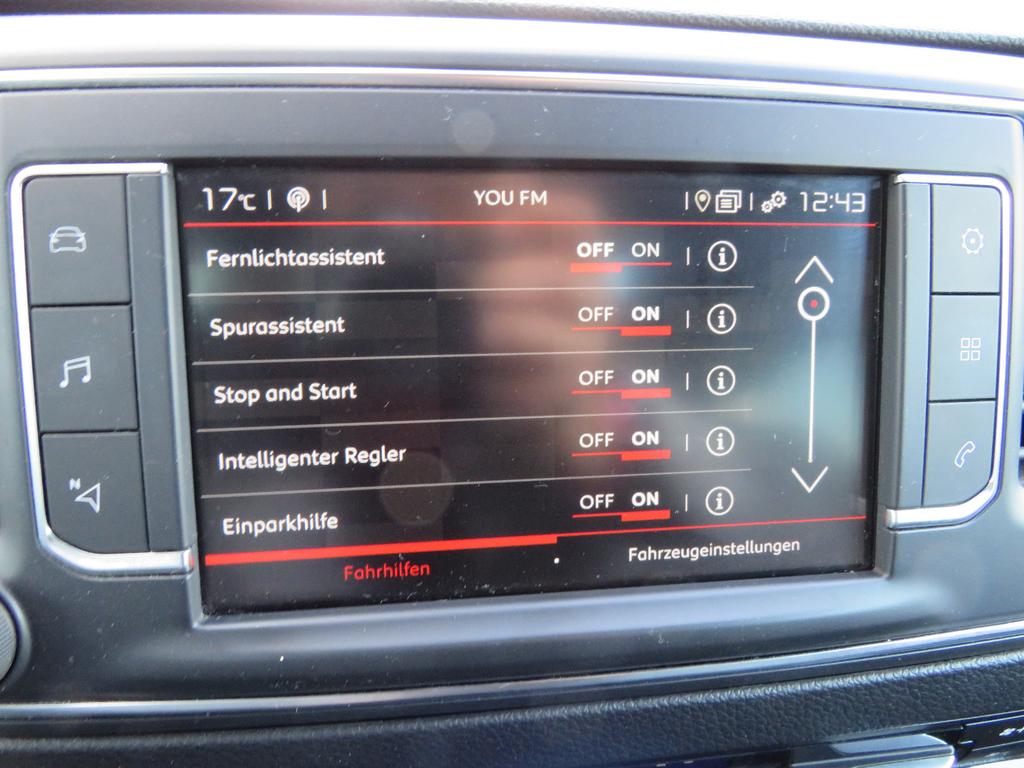 17°C | | YOU FM | | 12:43
Fernlichtassistent OFF ON | i
Spurassistent OFF ON | i
Stop and Start OFF ON | i
Intelligenter Regler OFF ON | i
Einparkhilfe OFF ON | i
Fahrhilfen Fahrzeugeinstellungen
N